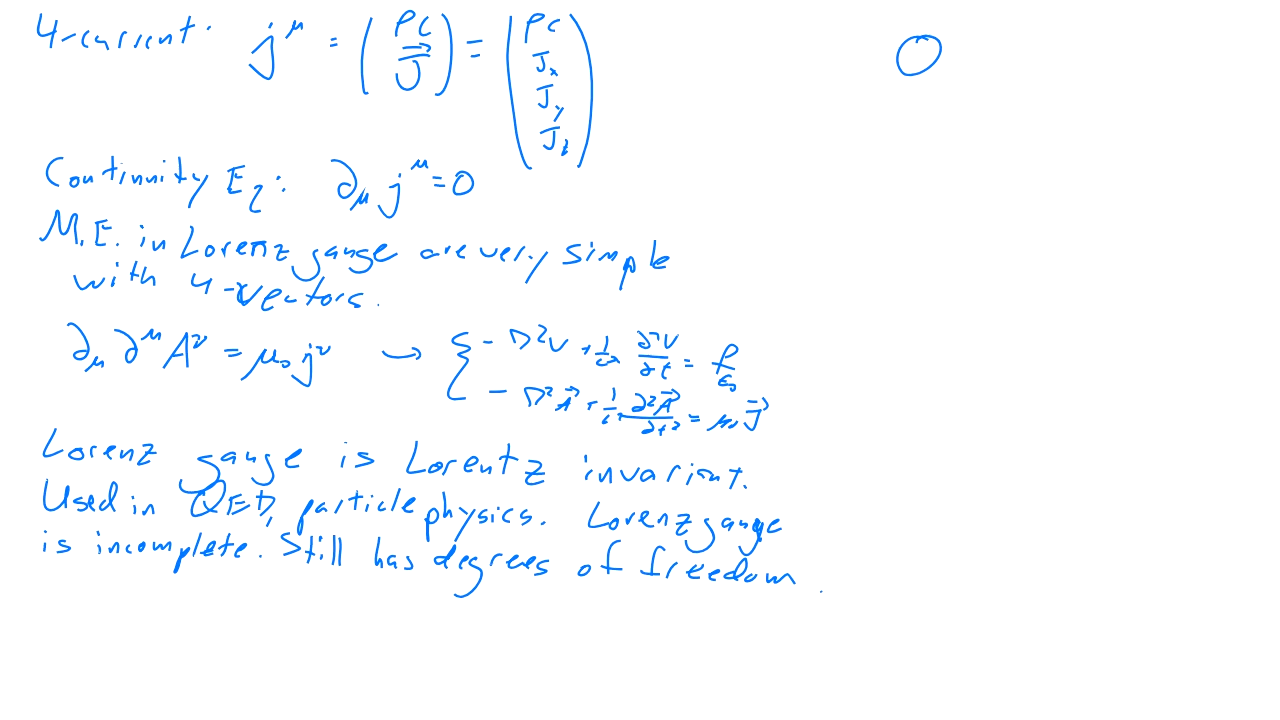 4-current: j^μ = (ρc J⃗) = (ρc J_x J_y J_z)
O
Continuity Eq: ∂_μ j^μ = 0
M.E. in Lorenz gauge are very simple
with 4-vectors.
∂_μ ∂^μ A^ν = μ₀ j^ν → { -∇²V + 1/c² ∂²V/∂t = ρ/ε₀
-∇²A⃗ + 1/c² ∂²A⃗/∂t² = μ₀ J⃗
Lorenz gauge is Lorentz invariant.
Used in QED, particle physics. Lorenz gauge
is incomplete. Still has degrees of freedom.